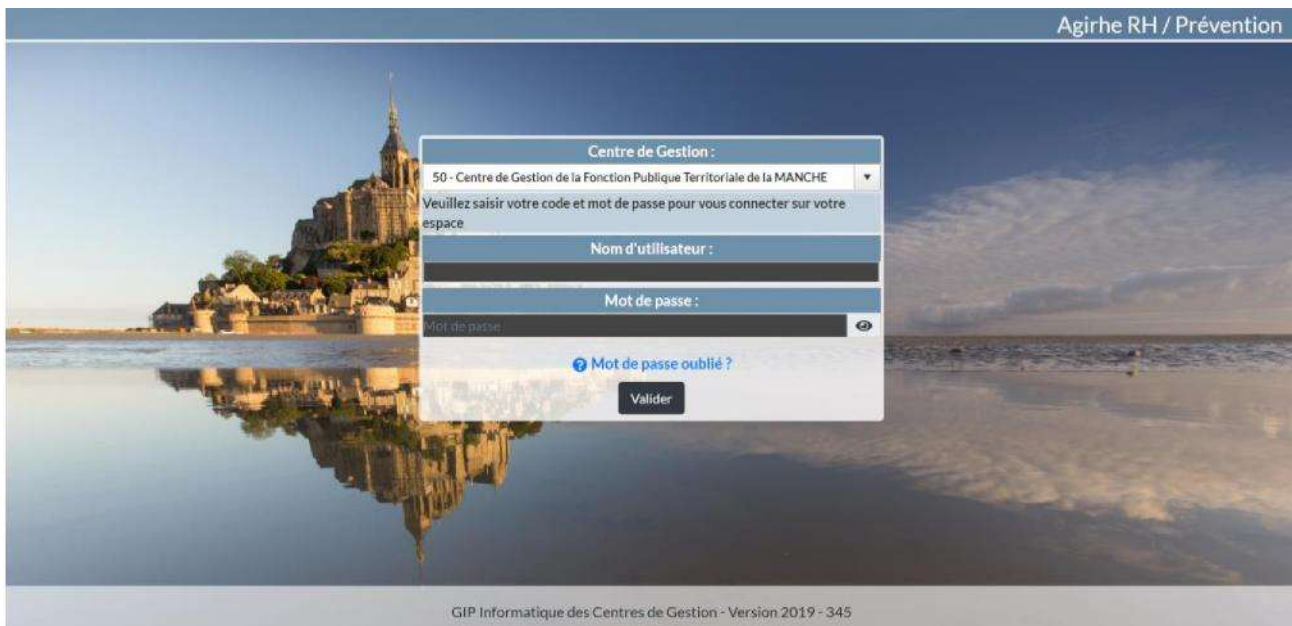 Agirhe RH / Prévention
Centre de Gestion :
50 - Centre de Gestion de la Fonction Publique Territoriale de la MANCHE
Veuillez saisir votre code et mot de passe pour vous connecter sur votre
espace
Nom d'utilisateur :
Mot de passe :
Mot de passe
Mot de passe oublié ?
Valider
GIP Informatique des Centres de Gestion - Version 2019 - 345